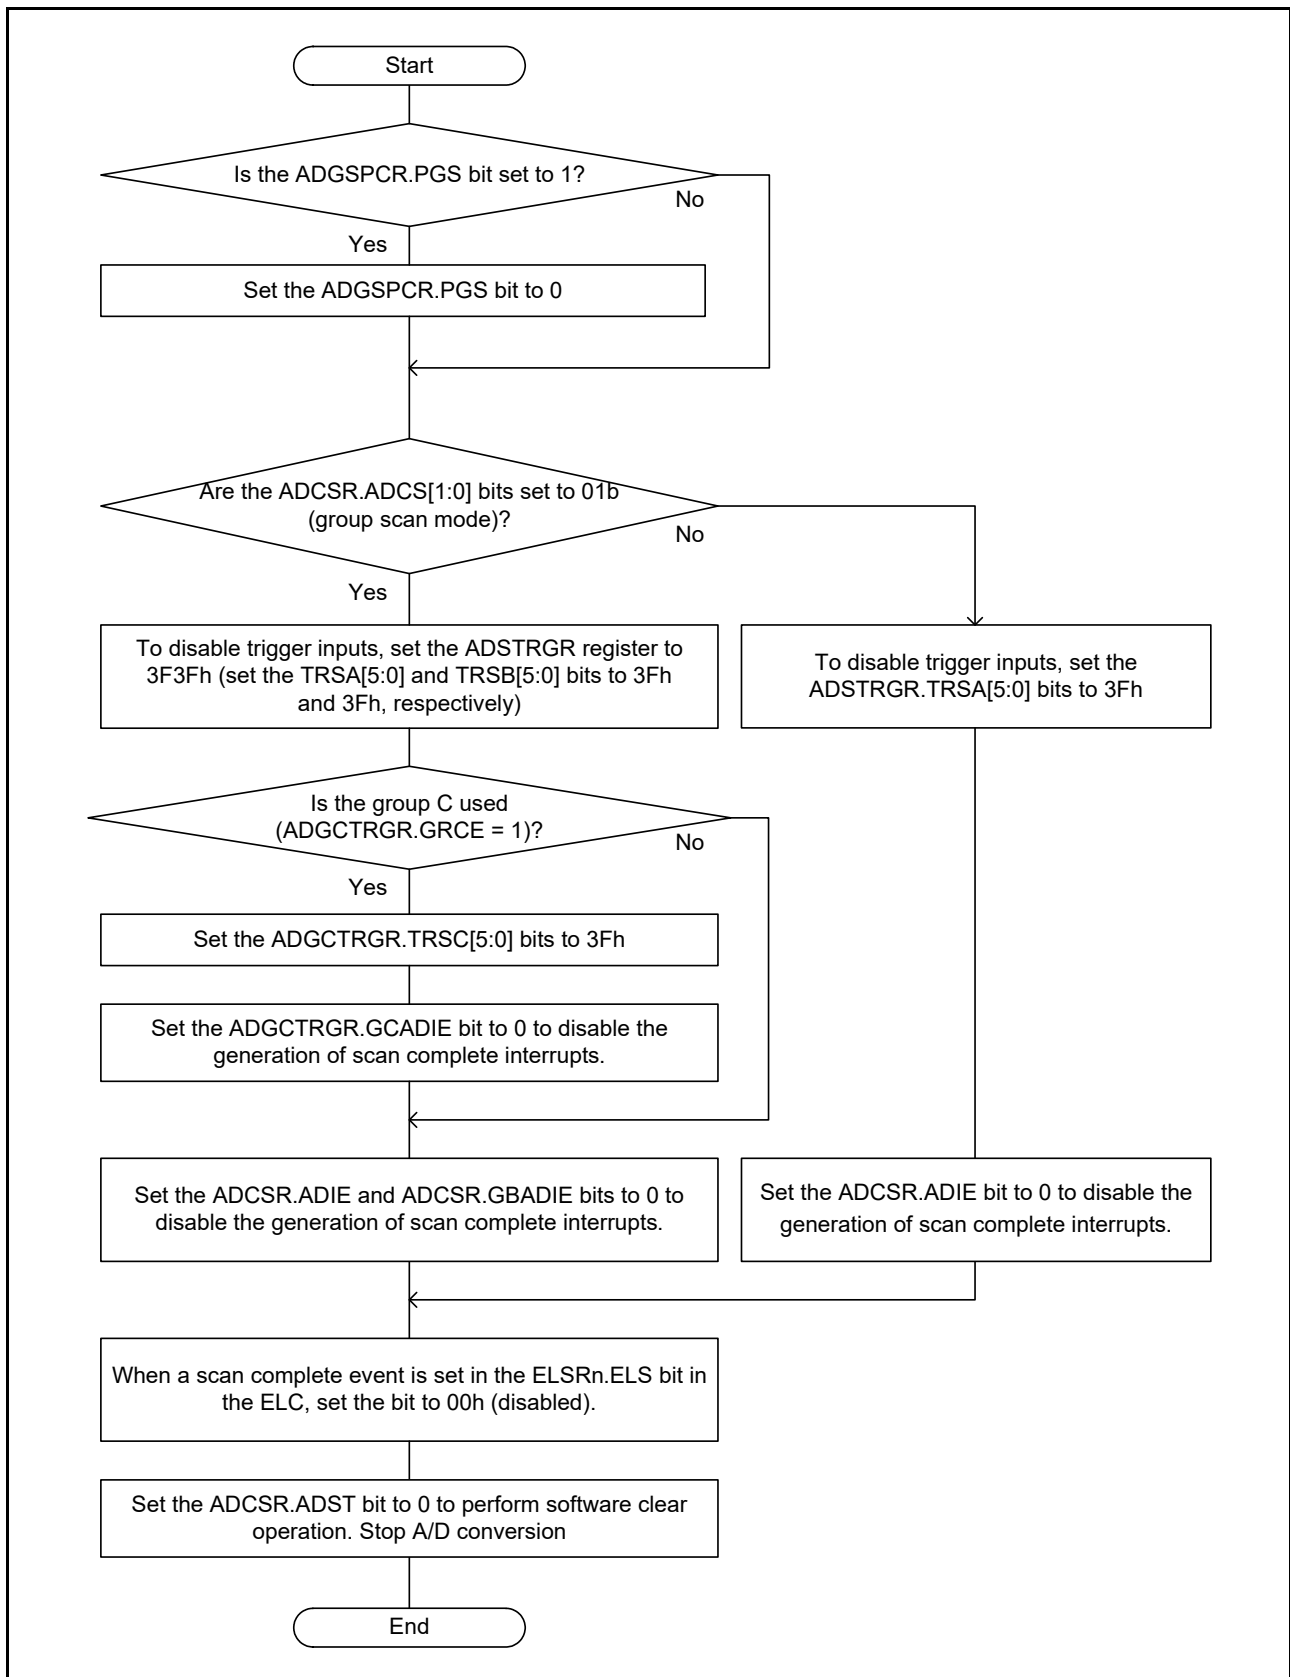 Start
Is the ADGSPCR.PGS bit set to 1?
No
Yes
Set the ADGSPCR.PGS bit to 0
Are the ADCSR.ADCS[1:0] bits set to 01b
(group scan mode)?
No
Yes
To disable trigger inputs, set the ADSTRGR register to
3F3Fh (set the TRSA[5:0] and TRSB[5:0] bits to 3Fh
and 3Fh, respectively)
To disable trigger inputs, set the
ADSTRGR.TRSA[5:0] bits to 3Fh
Is the group C used
(ADGCTRGR.GRCE = 1)?
No
Yes
Set the ADGCTRGR.TRSC[5:0] bits to 3Fh
Set the ADGCTRGR.GCADIE bit to 0 to disable the
generation of scan complete interrupts.
Set the ADCSR.ADIE and ADCSR.GBADIE bits to 0 to
disable the generation of scan complete interrupts.
Set the ADCSR.ADIE bit to 0 to disable the
generation of scan complete interrupts.
When a scan complete event is set in the ELSRn.ELS bit in
the ELC, set the bit to 00h (disabled).
Set the ADCSR.ADST bit to 0 to perform software clear
operation. Stop A/D conversion
End